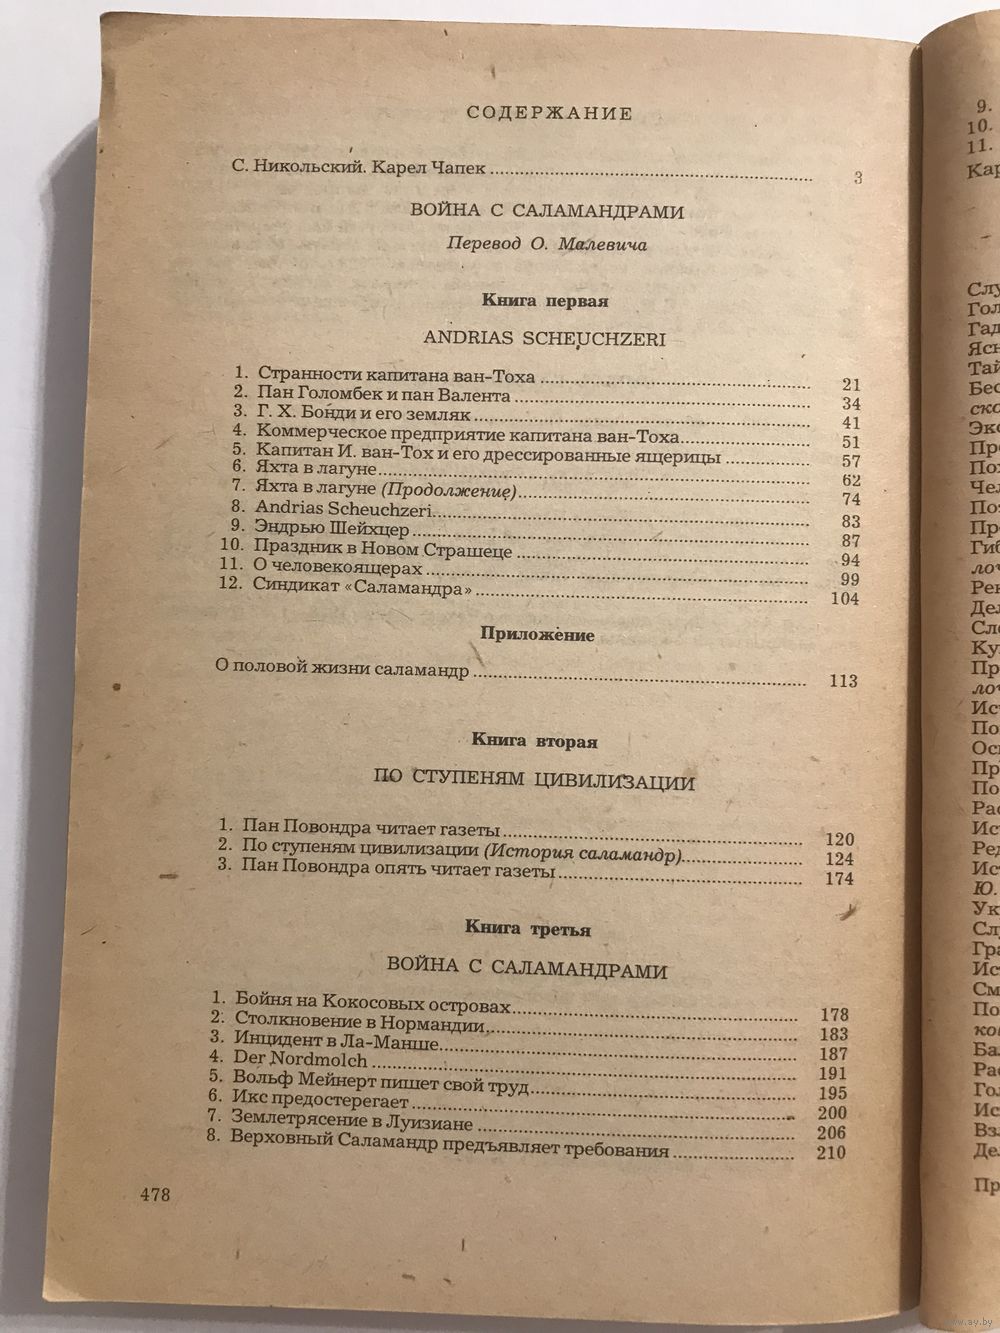 СОДЕРЖАНИЕ
С. Никольский. Карел Чапек 3
ВОЙНА С САЛАМАНДРАМИ
Перевод О. Малевича
Книга первая
ANDRIAS SCHEUCHZERI
1. Странности капитана ван-Тоха 21
2. Пан Голомбек и пан Валента 34
3. Г. Х. Бонди и его земляк 41
4. Коммерческое предприятие капитана ван-Тоха 51
5. Капитан И. ван-Тох и его дрессированные ящерицы 57
6. Яхта в лагуне 62
7. Яхта в лагуне (Продолжение) 74
8. Andrias Scheuchzeri 83
9. Эндрью Шейхцер 87
10. Праздник в Новом Страшеце 94
11. О человекоящерах 99
12. Синдикат «Саламандра» 104
Приложение
О половой жизни саламандр 113
Книга вторая
ПО СТУПЕНЯМ ЦИВИЛИЗАЦИИ
1. Пан Повондра читает газеты 120
2. По ступеням цивилизации (История саламандр) 124
3. Пан Повондра опять читает газеты 174
Книга третья
ВОЙНА С САЛАМАНДРАМИ
1. Бойня на Кокосовых островах 178
2. Столкновение в Нормандии 183
3. Инцидент в Ла-Манше 187
4. Der Nordmolch 191
5. Вольф Мейнерт пишет свой труд 195
6. Икс предостерегает 200
7. Землетрясение в Луизиане 206
8. Верховный Саламандр предъявляет требования 210
478
9.
10.
11.
www.ay.by